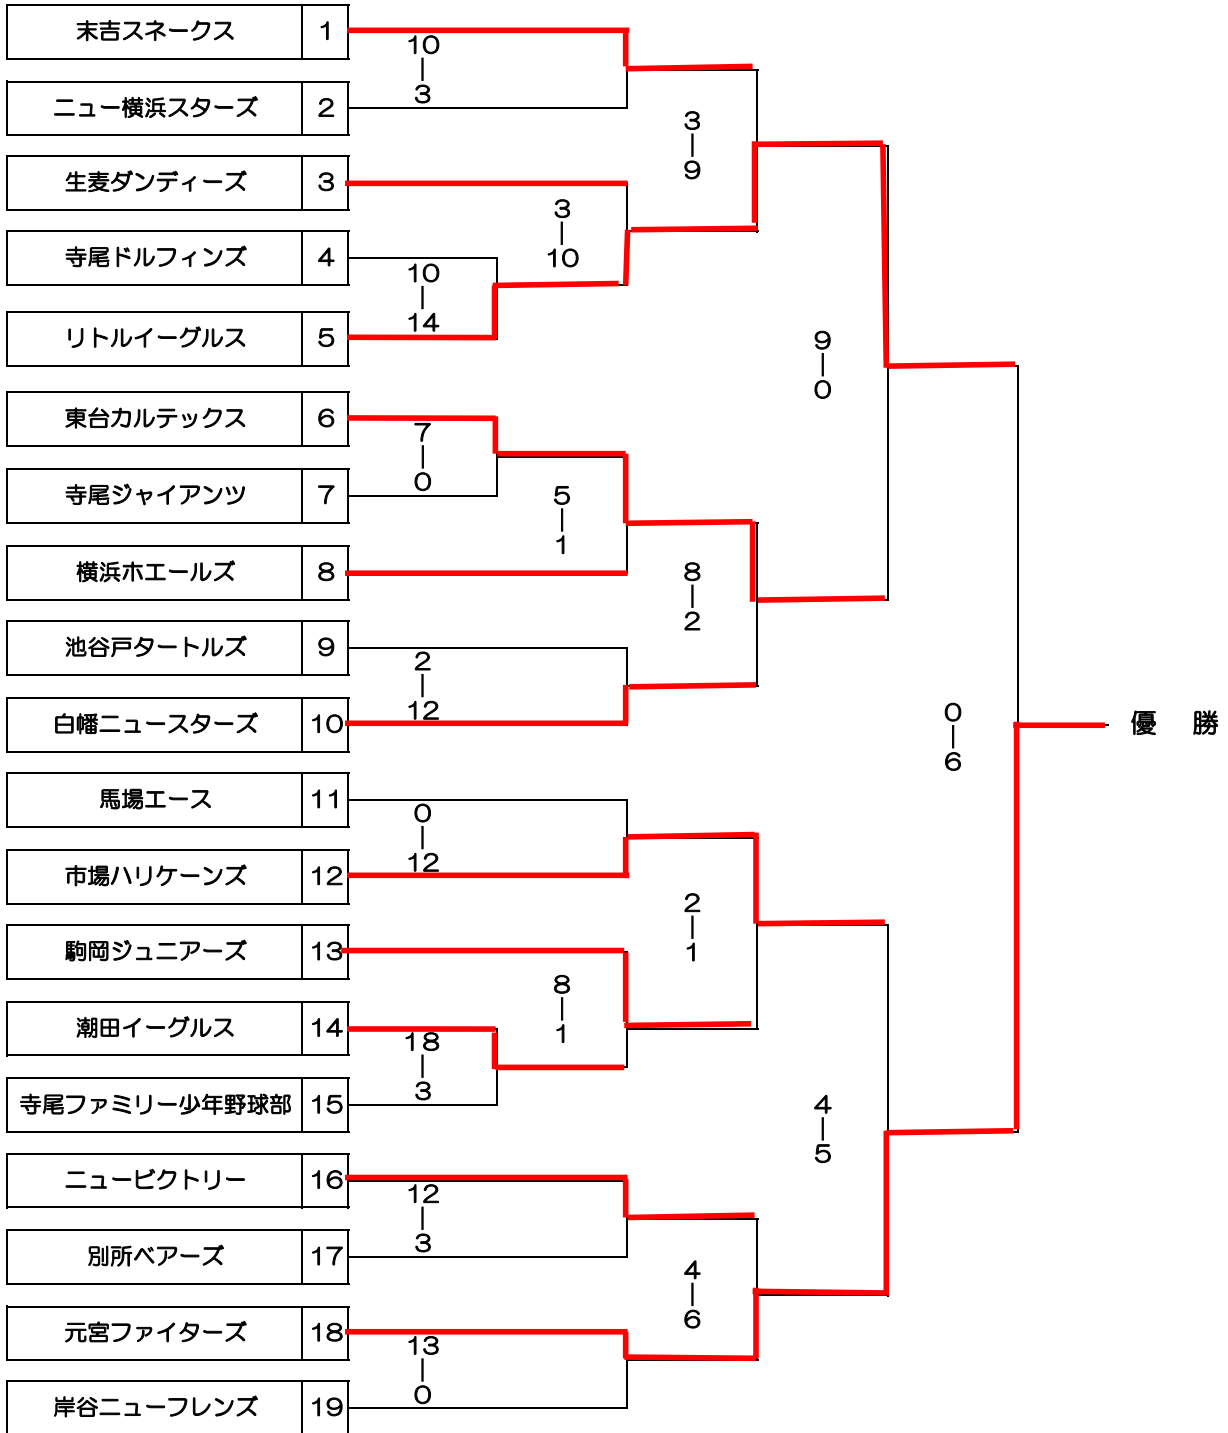 末吉スネークス 1
10
|
3
ニュー横浜スターズ 2
3
|
9
生麦ダンディーズ 3
3
|
10
寺尾ドルフィンズ 4
10
|
14
リトルイーグルス 5
9
|
0
東台カルテックス 6
7
|
0
寺尾ジャイアンツ 7
5
|
1
横浜ホエールズ 8
8
|
2
池谷戸タートルズ 9
2
|
12
白幡ニュースターズ 10
0
|
6
優 勝
馬場エース 11
0
|
12
市場ハリケーンズ 12
2
|
1
駒岡ジュニアーズ 13
8
|
1
潮田イーグルス 14
18
|
3
寺尾ファミリー少年野球部 15
4
|
5
ニュービクトリー 16
12
|
3
別所ベアーズ 17
4
|
6
元宮ファイターズ 18
13
|
0
岸谷ニューフレンズ 19